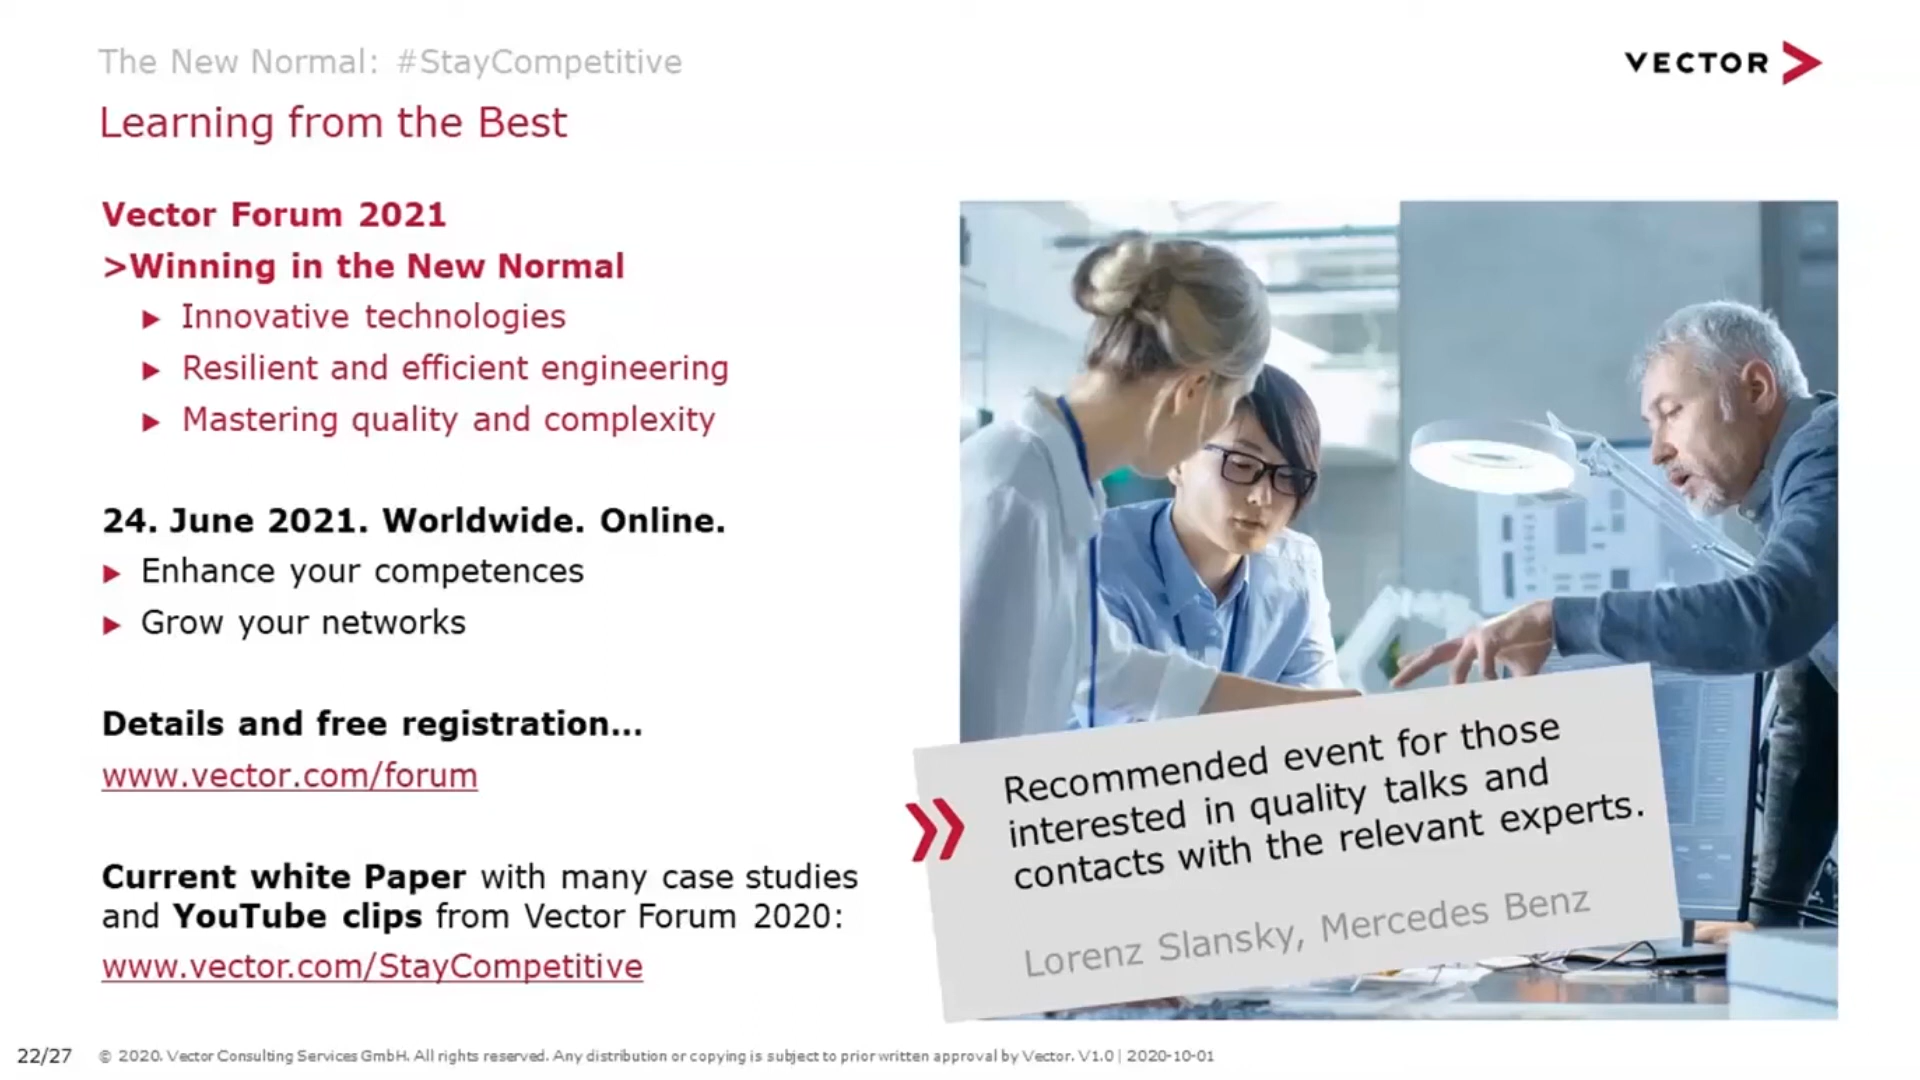 The New Normal: #StayCompetitive
VECTOR
Learning from the Best
Vector Forum 2021
>Winning in the New Normal
Innovative technologies
Resilient and efficient engineering
Mastering quality and complexity
24. June 2021. Worldwide. Online.
Enhance your competences
Grow your networks
Details and free registration...
www.vector.com/forum
Current white Paper with many case studies
and YouTube clips from Vector Forum 2020:
www.vector.com/StayCompetitive
Recommended event for those
interested in quality talks and
contacts with the relevant experts.
Lorenz Slansky, Mercedes Benz
22/27 © 2020. Vector Consulting Services GmbH. All rights reserved. Any distribution or copying is subject to prior written approval by Vector. V1.0 | 2020-10-01